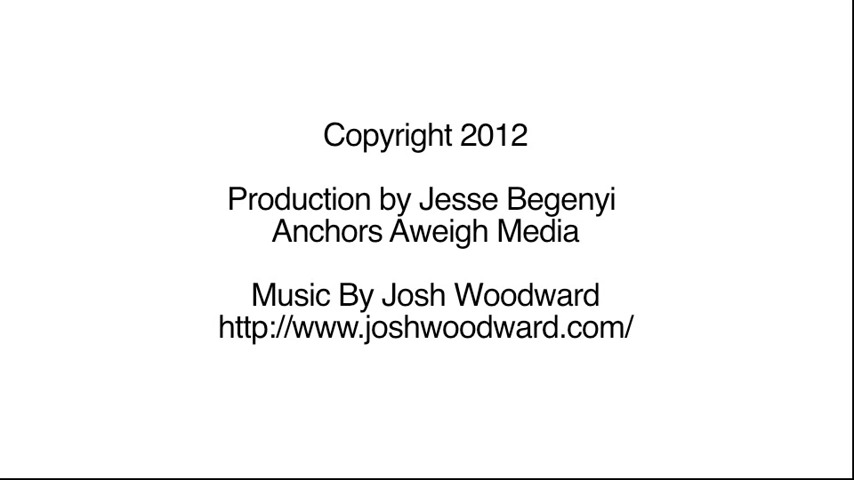 Copyright 2012
Production by Jesse Begenyi
Anchors Aweigh Media
Music By Josh Woodward
http://www.joshwoodward.com/